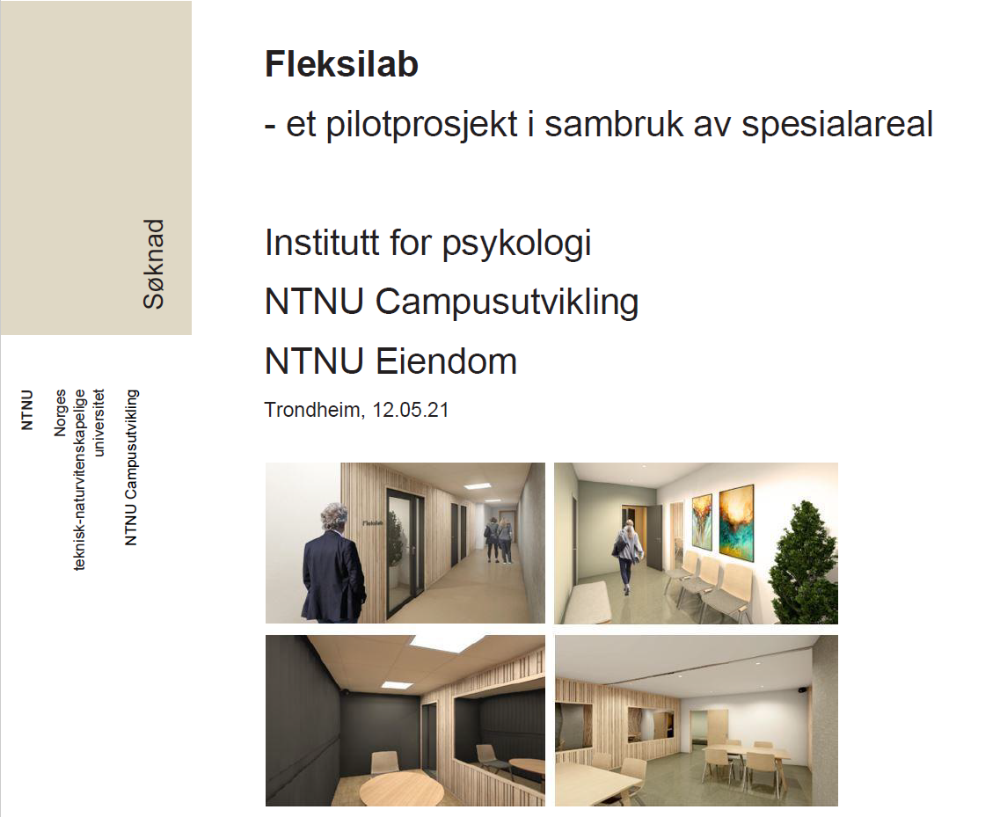 Fleksilab
- et pilotprosjekt i sambruk av spesialareal
Søknad
Institutt for psykologi
NTNU Campusutvikling
NTNU Eiendom
Trondheim, 12.05.21
NTNU
Norges
teknisk-naturvitenskapelige
universitet
NTNU Campusutvikling
Fleksilab